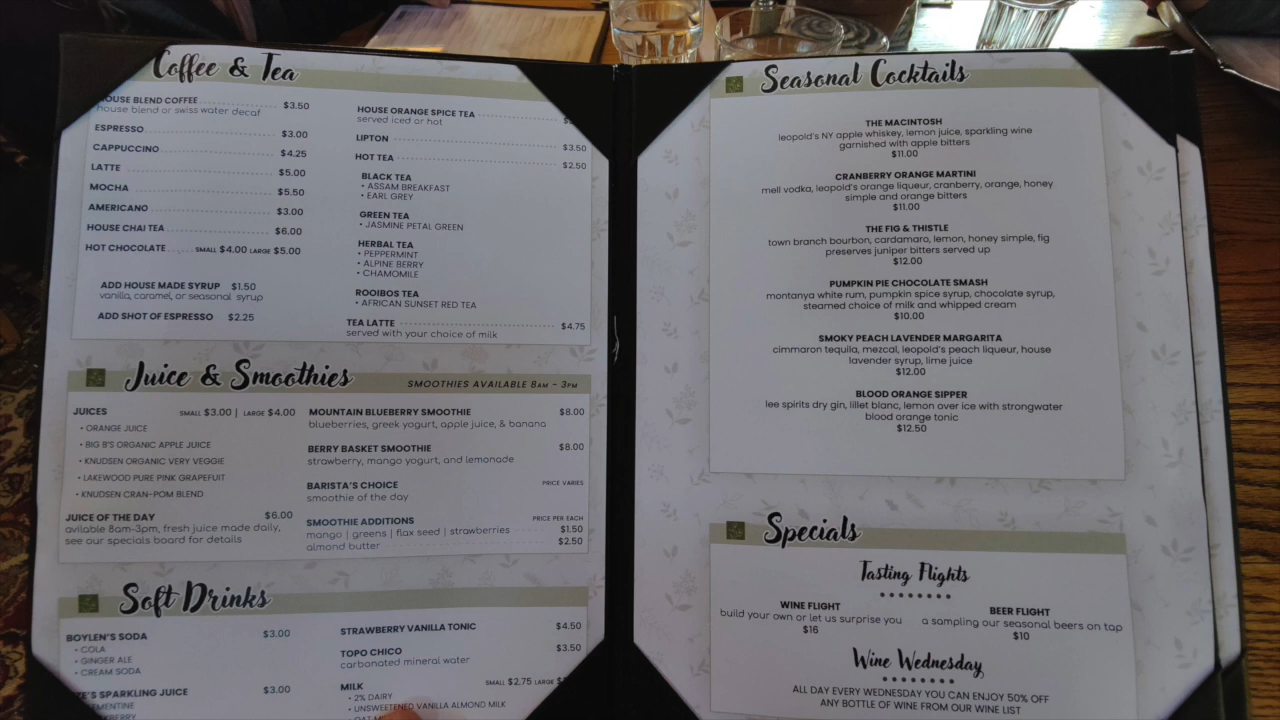 Coffee & Tea
HOUSE BLEND COFFEE $3.50
house blend or swiss water decaf
ESPRESSO $3.00
CAPPUCCINO $4.25
LATTE $5.00
MOCHA $5.50
AMERICANO $3.00
HOUSE CHAI TEA $6.00
HOT CHOCOLATE SMALL $4.00 LARGE $5.00
ADD HOUSE MADE SYRUP $1.50
vanilla, caramel, or seasonal syrup
ADD SHOT OF ESPRESSO $2.25
HOUSE ORANGE SPICE TEA
served iced or hot
LIPTON $3.50
HOT TEA $2.50
BLACK TEA
• ASSAM BREAKFAST
• EARL GREY
GREEN TEA
• JASMINE PETAL GREEN
HERBAL TEA
• PEPPERMINT
• ALPINE BERRY
• CHAMOMILE
ROOIBOS TEA
• AFRICAN SUNSET RED TEA
TEA LATTE $4.75
served with your choice of milk
Juice & Smoothies
SMOOTHIES AVAILABLE 8AM - 3PM
JUICES SMALL $3.00 | LARGE $4.00
• ORANGE JUICE
• BIG B'S ORGANIC APPLE JUICE
• KNUDSEN ORGANIC VERY VEGGIE
• LAKEWOOD PURE PINK GRAPEFUIT
• KNUDSEN CRAN-POM BLEND
JUICE OF THE DAY $6.00
avilable 8am-3pm, fresh juice made daily,
see our specials board for details
MOUNTAIN BLUEBERRY SMOOTHIE $8.00
blueberries, greek yogurt, apple juice, & banana
BERRY BASKET SMOOTHIE $8.00
strawberry, mango yogurt, and lemonade
BARISTA'S CHOICE PRICE VARIES
smoothie of the day
SMOOTHIE ADDITIONS PRICE PER EACH
mango | greens | flax seed | strawberries $1.50
almond butter $2.50
Soft Drinks
BOYLEN'S SODA $3.00
• COLA
• GINGER ALE
• CREAM SODA
SPARKLING JUICE $3.00
STRAWBERRY VANILLA TONIC $4.50
TOPO CHICO $3.50
carbonated mineral water
MILK SMALL $2.75 LARGE
• 2% DAIRY
• UNSWEETENED VANILLA ALMOND MILK
Seasonal Cocktails
THE MACINTOSH
leopold's NY apple whiskey, lemon juice, sparkling wine
garnished with apple bitters
$11.00
CRANBERRY ORANGE MARTINI
mell vodka, leopold's orange liqueur, cranberry, orange, honey
simple and orange bitters
$11.00
THE FIG & THISTLE
town branch bourbon, cardamaro, lemon, honey simple, fig
preserves juniper bitters served up
$12.00
PUMPKIN PIE CHOCOLATE SMASH
montanya white rum, pumpkin spice syrup, chocolate syrup,
steamed choice of milk and whipped cream
$10.00
SMOKY PEACH LAVENDER MARGARITA
cimmaron tequila, mezcal, leopold's peach liqueur, house
lavender syrup, lime juice
$12.00
BLOOD ORANGE SIPPER
lee spirits dry gin, lillet blanc, lemon over ice with strongwater
blood orange tonic
$12.50
Specials
Tasting Flights
WINE FLIGHT
build your own or let us surprise you
$16
BEER FLIGHT
a sampling our seasonal beers on tap
$10
Wine Wednesday
ALL DAY EVERY WEDNESDAY YOU CAN ENJOY 50% OFF
ANY BOTTLE OF WINE FROM OUR WINE LIST